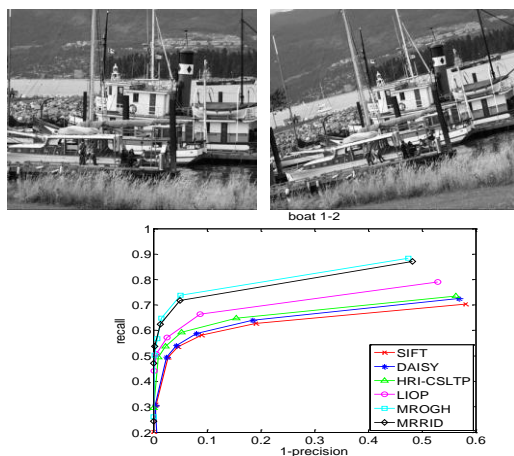 boat 1-2
1
0.9
0.8
0.7
0.6
0.5
0.4
0.3
0.2
recall
SIFT
DAISY
HRI-CSLTP
LIOP
MROGH
MRRID
0 0.1 0.2 0.3 0.4 0.5 0.6
1-precision